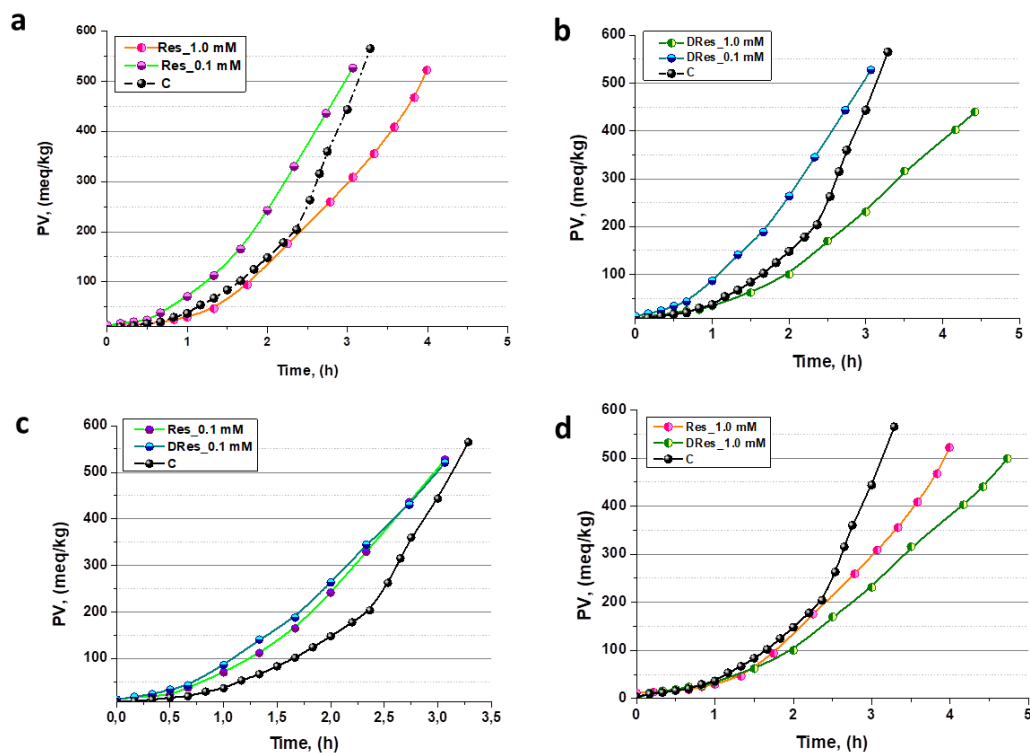 a
Res_1.0 mM
Res_0.1 mM
C
600
500
400
300
200
100
PV, (meq/kg)
0 1 2 3 4 5
Time, (h)
b
DRes_1.0 mM
DRes_0.1 mM
C
600
500
400
300
200
100
PV, (meq/kg)
0 1 2 3 4 5
Time, (h)
c
Res_0.1 mM
DRes_0.1 mM
C
600
500
400
300
200
100
PV, (meq/kg)
0,0 0,5 1,0 1,5 2,0 2,5 3,0 3,5
Time, (h)
d
Res_1.0 mM
DRes_1.0 mM
C
600
500
400
300
200
100
0
PV, (meq/kg)
0 1 2 3 4 5
Time, (h)